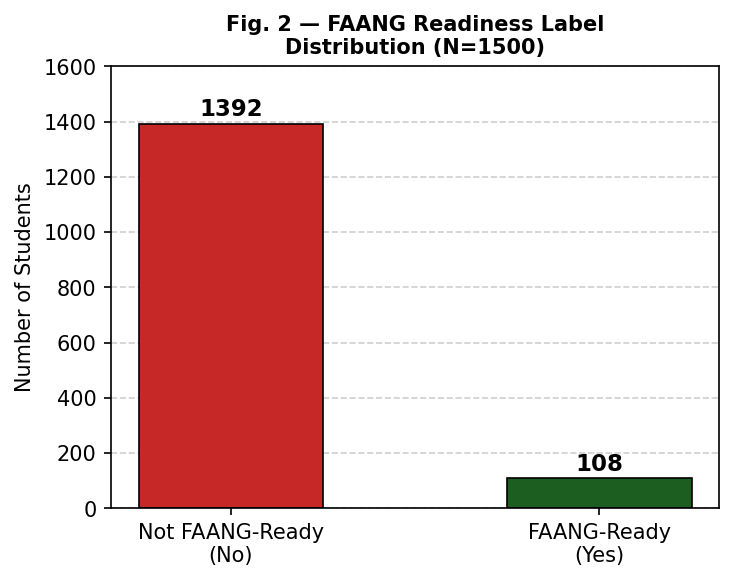 Fig. 2 — FAANG Readiness Label
Distribution (N=1500)
Number of Students
1600
1400
1200
1000
800
600
400
200
0
1392
108
Not FAANG-Ready
(No)
FAANG-Ready
(Yes)